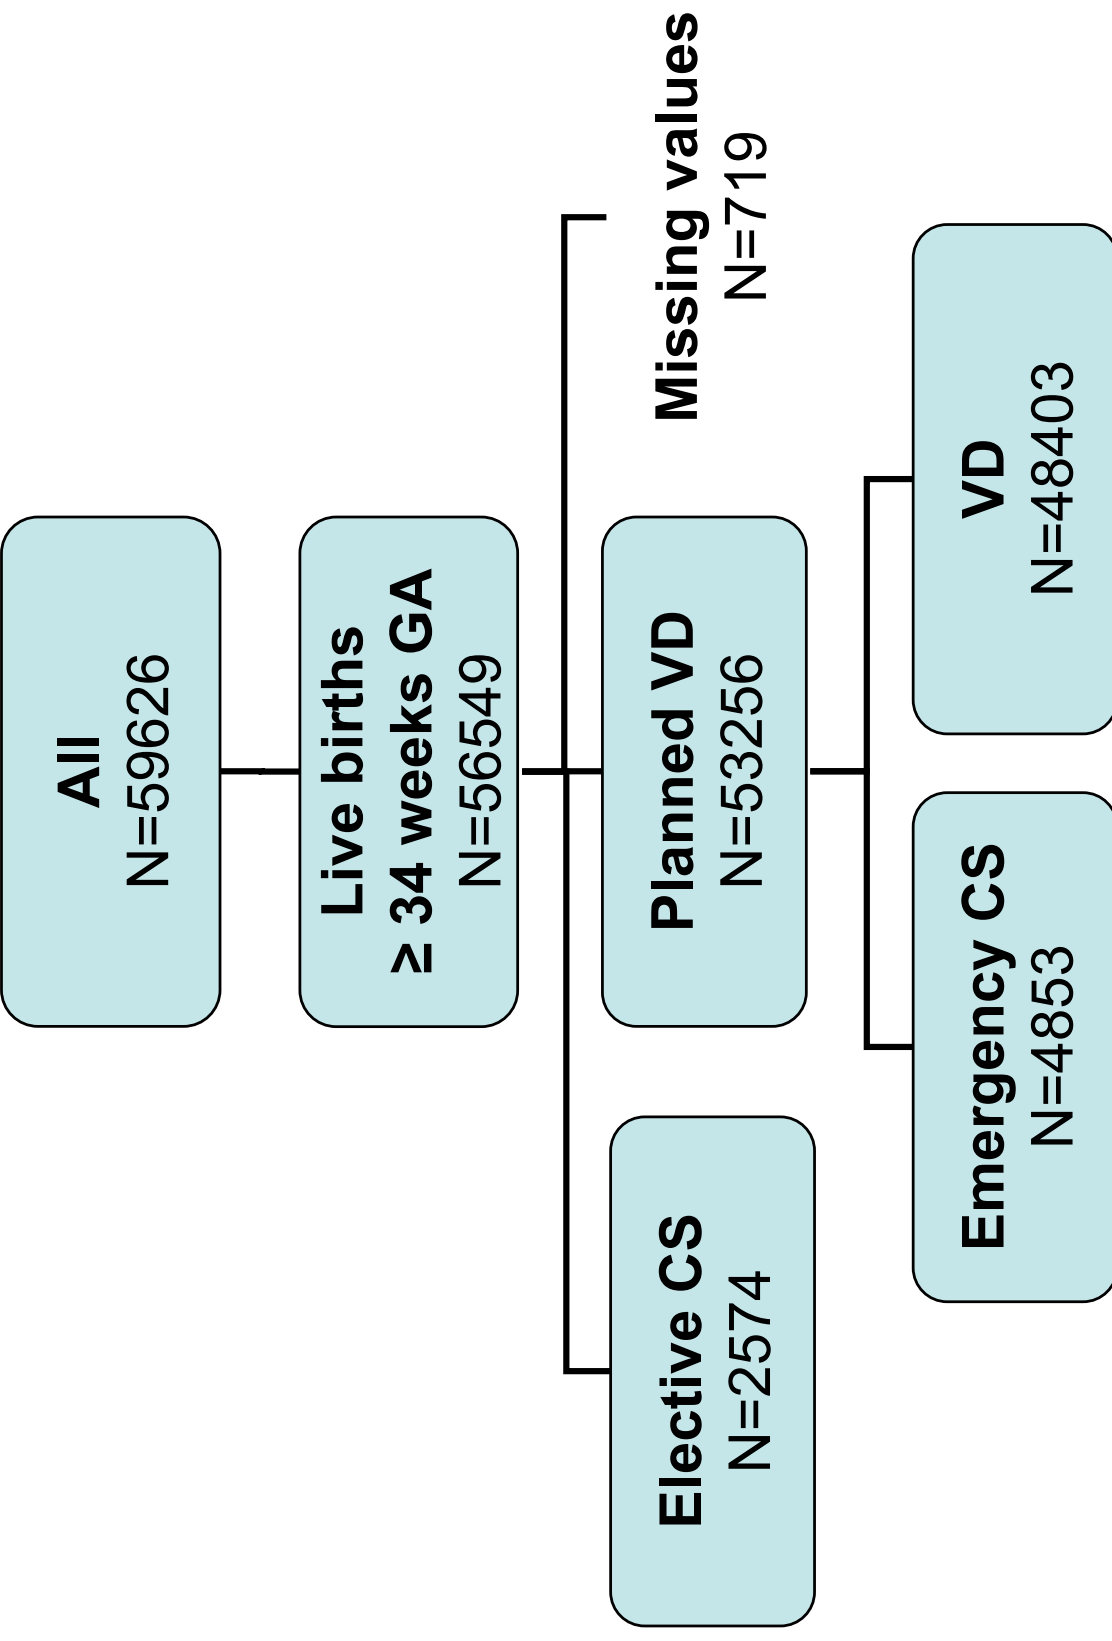 All
N=59626
Live births
≥ 34 weeks GA
N=56549
Elective CS
N=2574
Planned VD
N=53256
Missing values
N=719
Emergency CS
N=4853
VD
N=48403